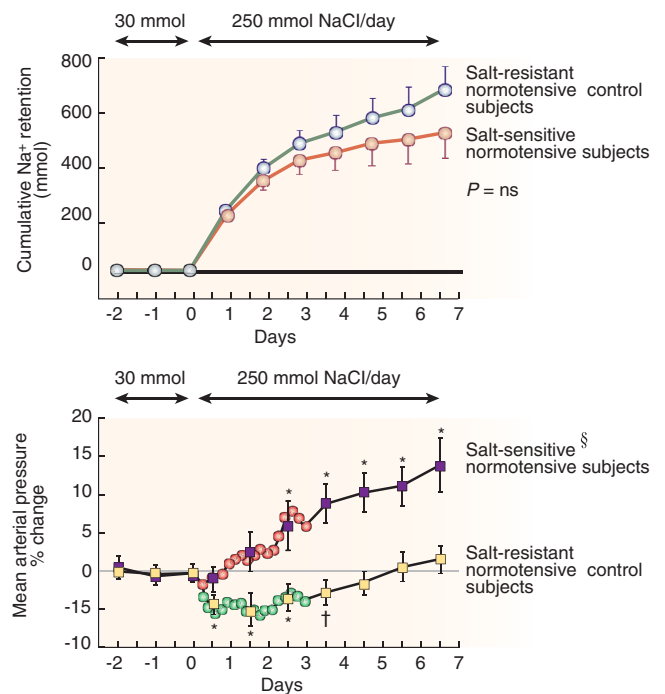 30 mmol 250 mmol NaCl/day
800
600
400
200
0
Cumulative Na+ retention
(mmol)
Salt-resistant
normotensive control
subjects
Salt-sensitive
normotensive subjects
P = ns
-2 -1 0 1 2 3 4 5 6 7
Days
30 mmol 250 mmol NaCl/day
20
15
10
5
0
-15
-10
Mean arterial pressure
% change
* * * * *
Salt-sensitive §
normotensive subjects
Salt-resistant
normotensive control
subjects
* * * †
-2 -1 0 1 2 3 4 5 6 7
Days